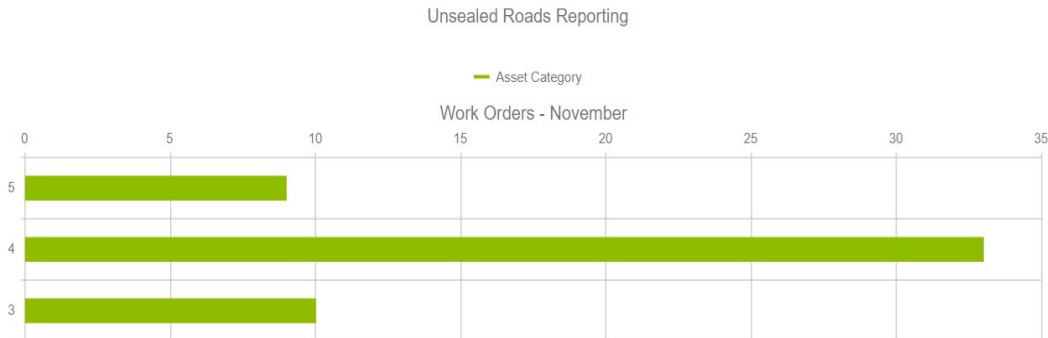 Unsealed Roads Reporting
Asset Category
Work Orders - November
0 5 10 15 20 25 30 35
5
4
3